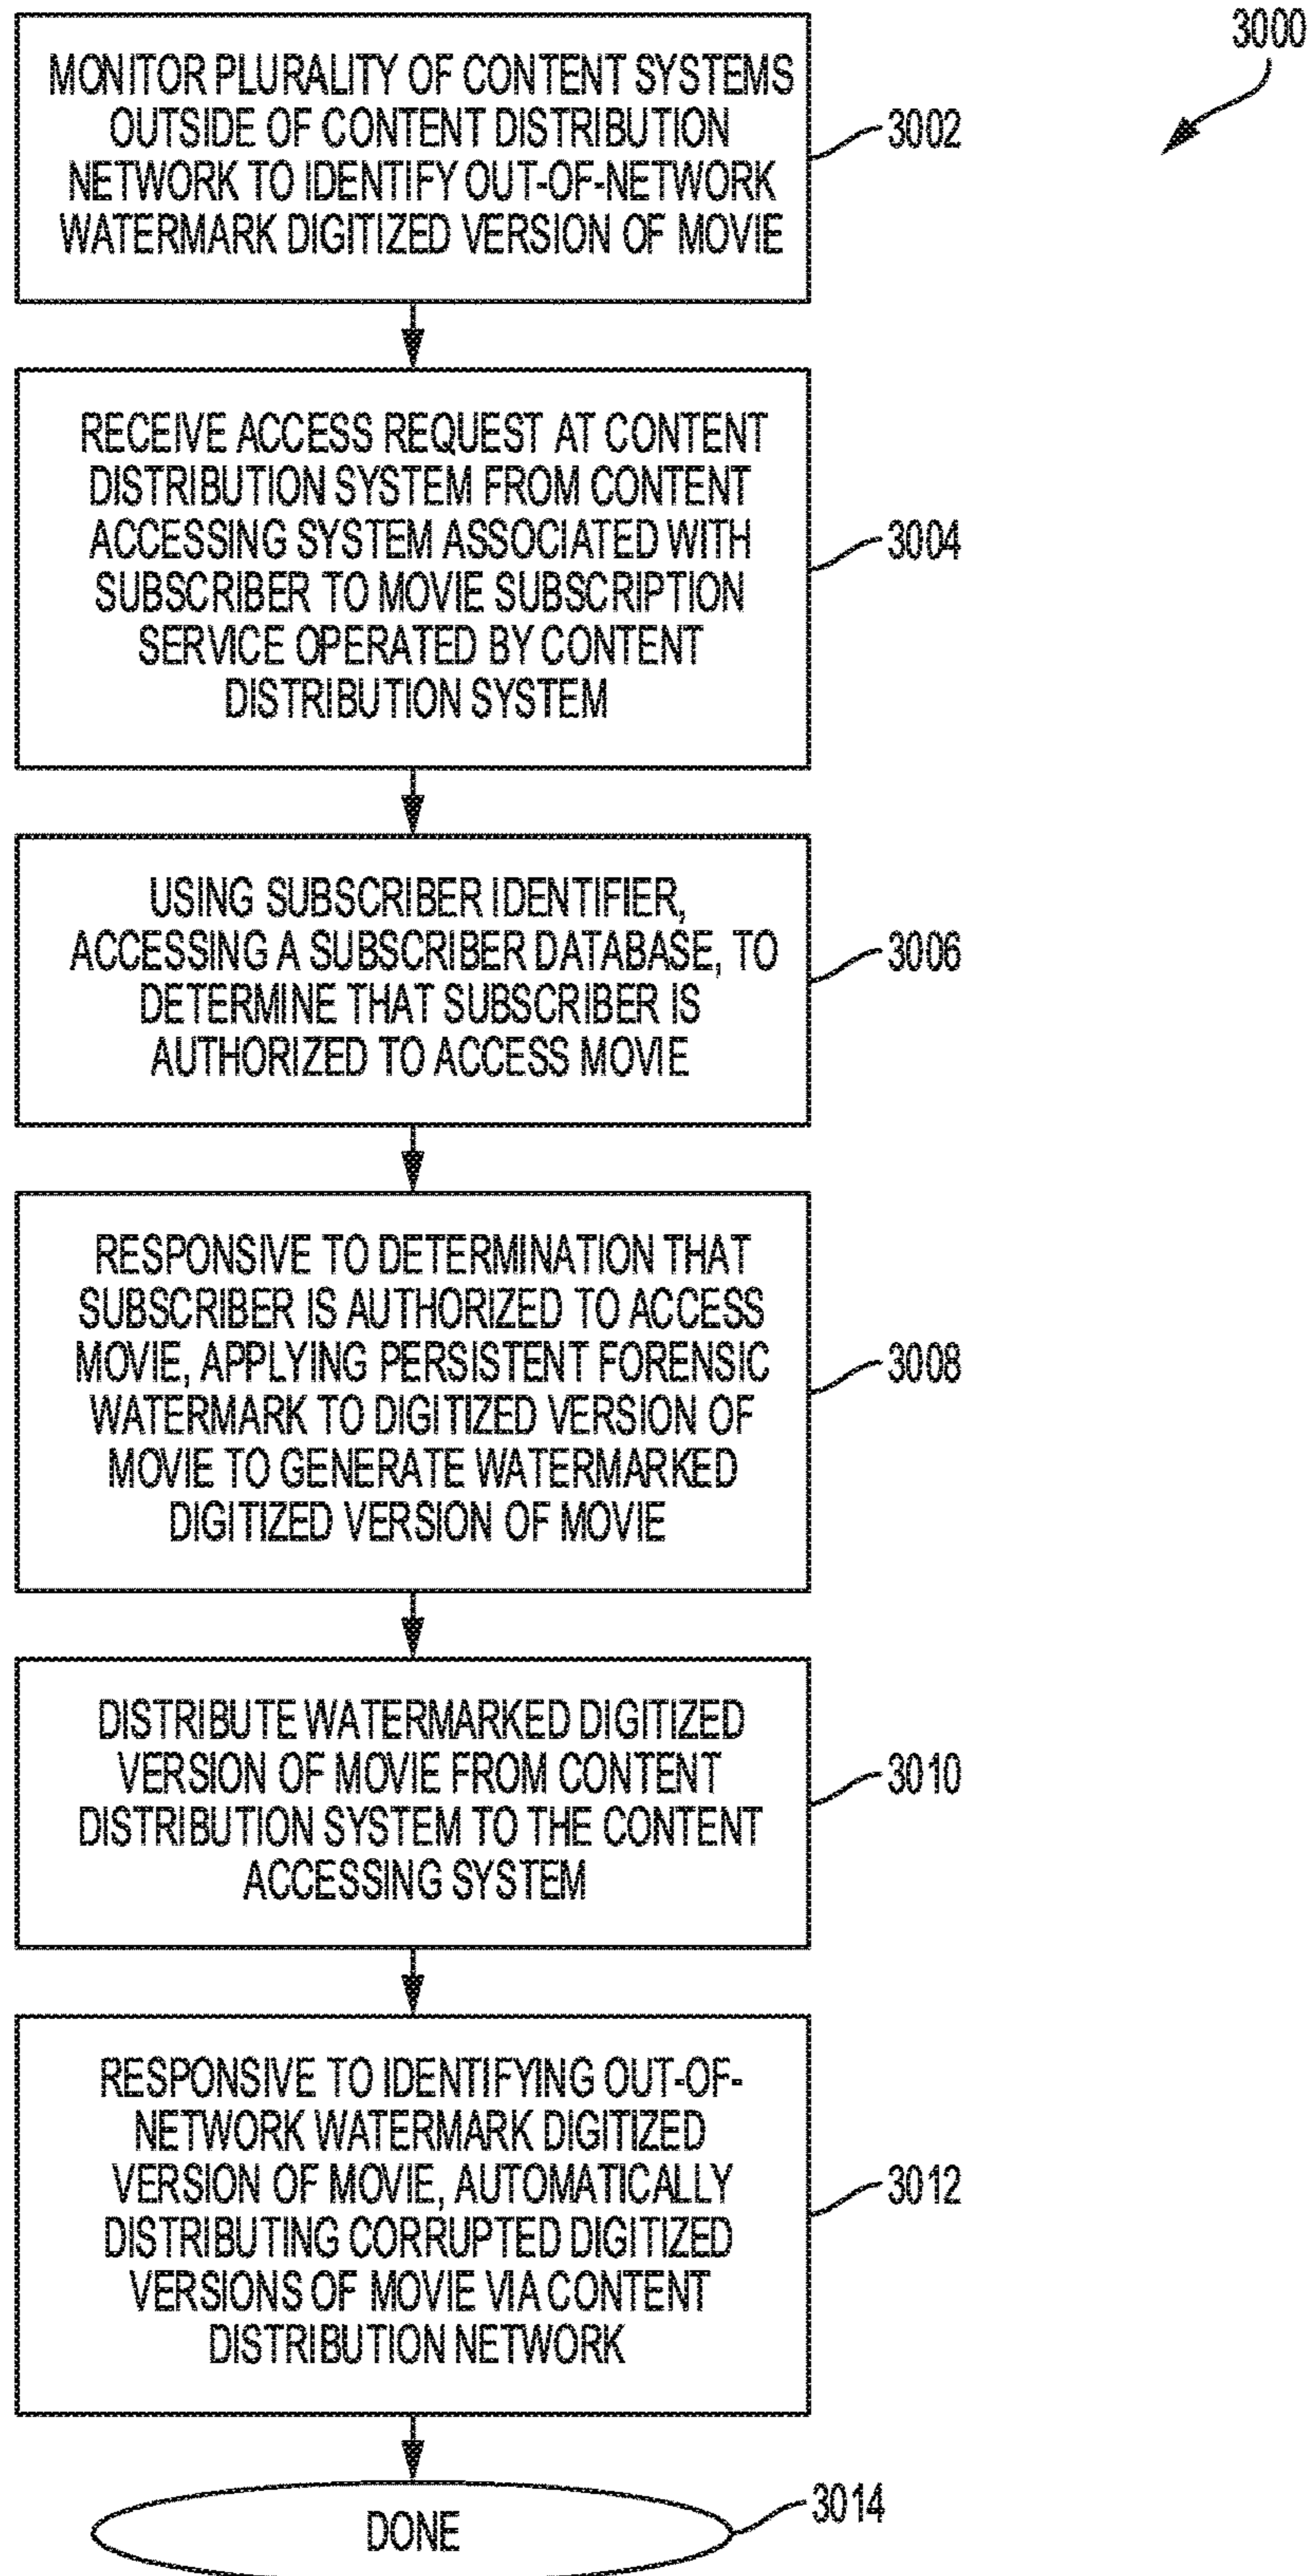 3000
MONITOR PLURALITY OF CONTENT SYSTEMS
OUTSIDE OF CONTENT DISTRIBUTION
NETWORK TO IDENTIFY OUT-OF-NETWORK
WATERMARK DIGITIZED VERSION OF MOVIE
3002
RECEIVE ACCESS REQUEST AT CONTENT
DISTRIBUTION SYSTEM FROM CONTENT
ACCESSING SYSTEM ASSOCIATED WITH
SUBSCRIBER TO MOVIE SUBSCRIPTION
SERVICE OPERATED BY CONTENT
DISTRIBUTION SYSTEM
3004
USING SUBSCRIBER IDENTIFIER,
ACCESSING A SUBSCRIBER DATABASE, TO
DETERMINE THAT SUBSCRIBER IS
AUTHORIZED TO ACCESS MOVIE
3006
RESPONSIVE TO DETERMINATION THAT
SUBSCRIBER IS AUTHORIZED TO ACCESS
MOVIE, APPLYING PERSISTENT FORENSIC
WATERMARK TO DIGITIZED VERSION OF
MOVIE TO GENERATE WATERMARKED
DIGITIZED VERSION OF MOVIE
3008
DISTRIBUTE WATERMARKED DIGITIZED
VERSION OF MOVIE FROM CONTENT
DISTRIBUTION SYSTEM TO THE CONTENT
ACCESSING SYSTEM
3010
RESPONSIVE TO IDENTIFYING OUT-OF-
NETWORK WATERMARK DIGITIZED
VERSION OF MOVIE, AUTOMATICALLY
DISTRIBUTING CORRUPTED DIGITIZED
VERSIONS OF MOVIE VIA CONTENT
DISTRIBUTION NETWORK
3012
DONE
3014